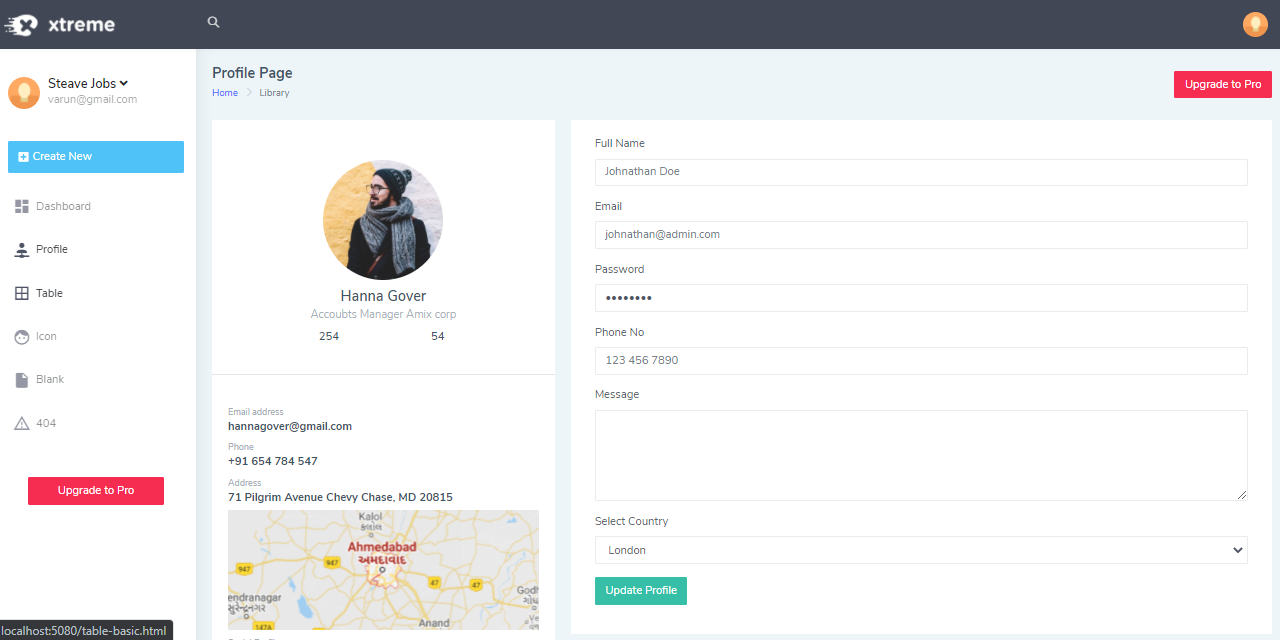 xtreme
Steave Jobs
varun@gmail.com
Create New
Dashboard
Profile
Table
Icon
Blank
404
Upgrade to Pro
localhost:5080/table-basic.html
Profile Page
Home
Library
Upgrade to Pro
Hanna Gover
Accoubts Manager Amix corp
254
54
Email address
hannagover@gmail.com
Phone
+91 654 784 547
Address
71 Pilgrim Avenue Chevy Chase, MD 20815
Kalol
કલોલ
Ahmedabad
અમદાવાદ
947
947
47
47
147A
Anand
Full Name
Johnathan Doe
Email
johnathan@admin.com
Password
••••••••
Phone No
123 456 7890
Message
Select Country
London
Update Profile